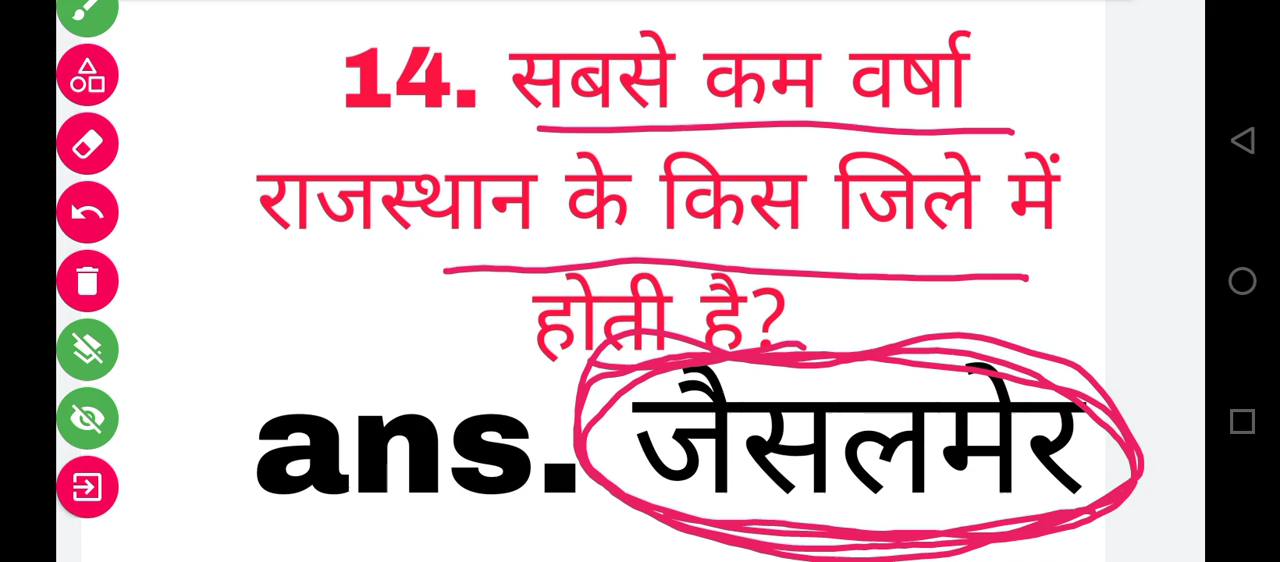 14. सबसे कम वर्षा
राजस्थान के किस जिले में
होती है?
ans. जैसलमेर